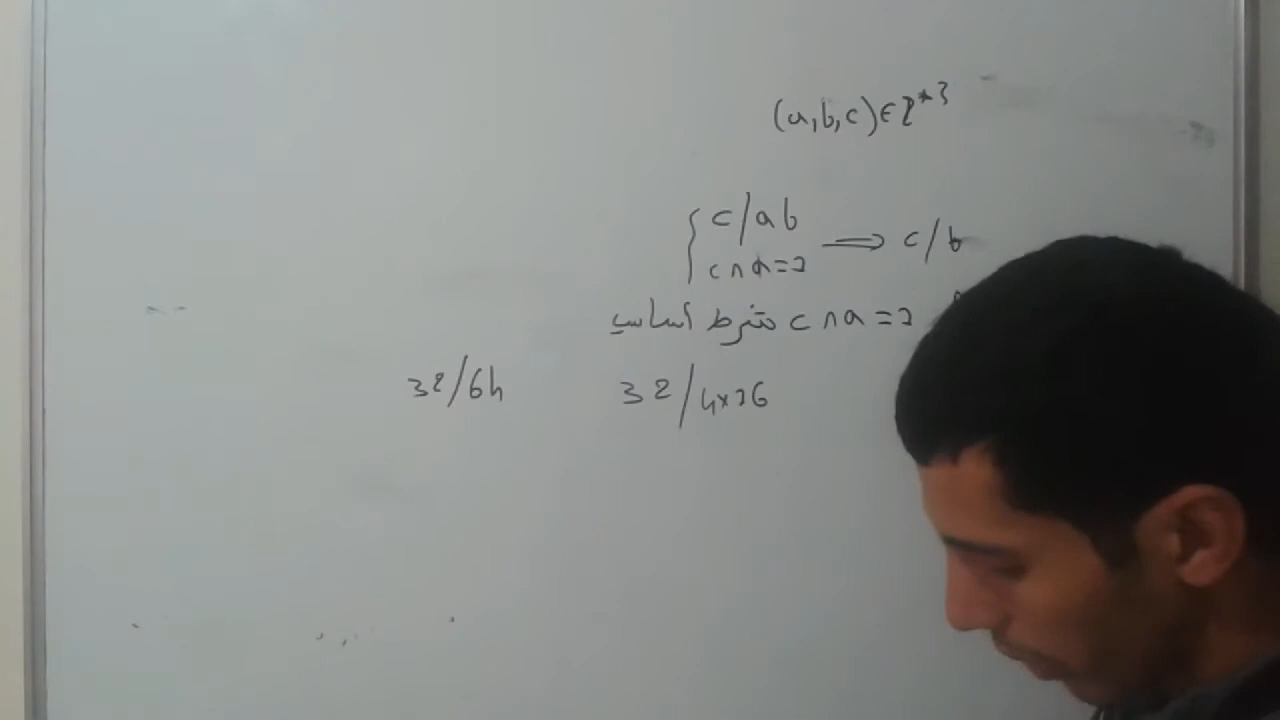 (a,b,c)∈Z*³
{ c/ab
c∧a=1 ⟹ c/b
c∧a=1 شرط أساسي
32/64 32/4×16